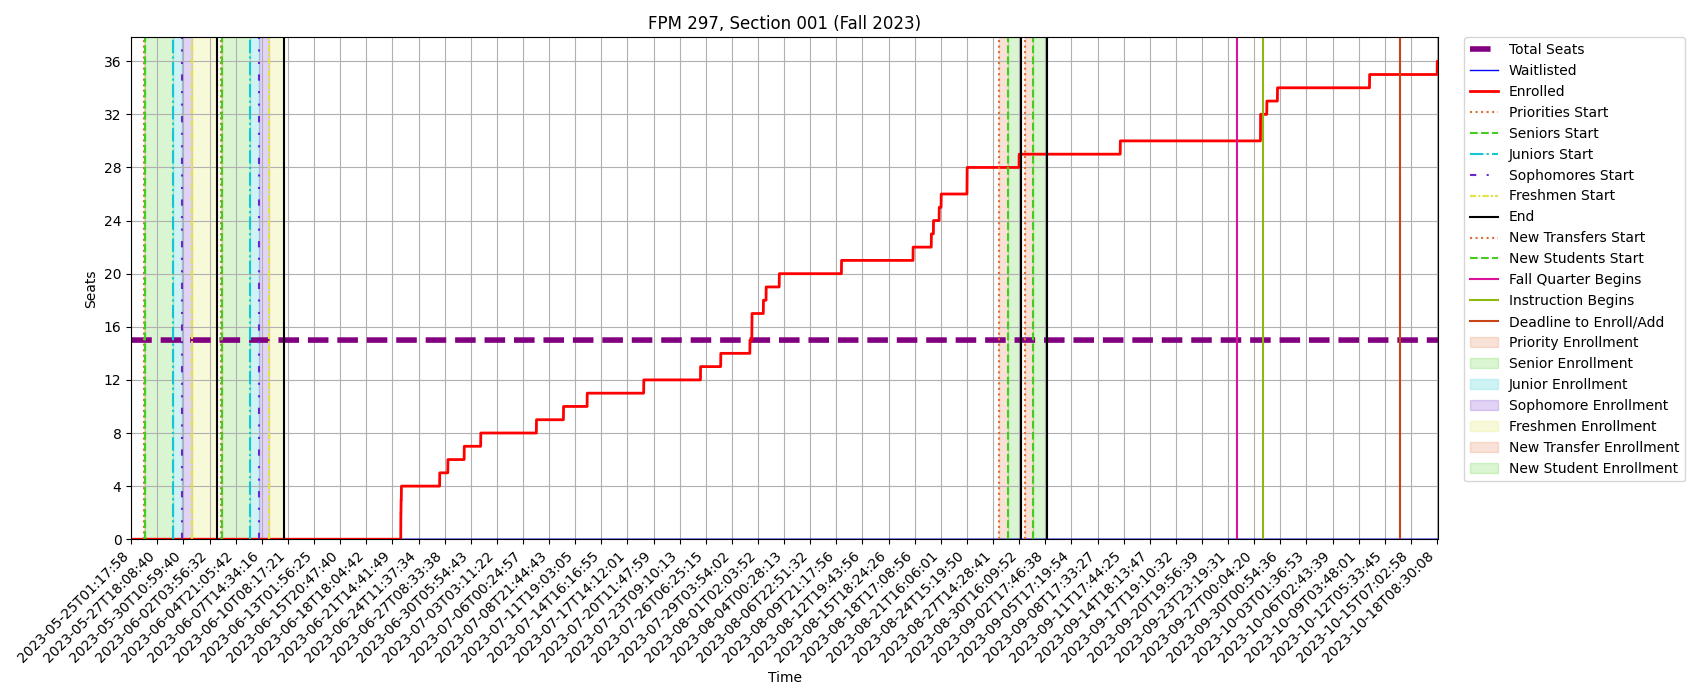 FPM 297, Section 001 (Fall 2023)
Seats
36
32
28
24
20
16
12
8
4
0
2023-05-25T01:17:58
2023-05-27T18:08:40
2023-05-30T10:59:40
2023-06-02T03:56:32
2023-06-04T21:05:42
2023-06-07T14:34:16
2023-06-10T08:17:21
2023-06-13T01:56:25
2023-06-15T20:47:40
2023-06-18T18:04:42
2023-06-21T14:41:49
2023-06-24T11:37:34
2023-06-27T08:33:38
2023-06-30T05:54:43
2023-07-03T03:11:22
2023-07-06T00:24:57
2023-07-08T21:44:43
2023-07-11T19:03:05
2023-07-14T16:16:55
2023-07-17T14:12:01
2023-07-20T11:47:59
2023-07-23T09:10:13
2023-07-26T06:25:15
2023-07-29T03:54:02
2023-08-01T02:03:52
2023-08-04T00:28:13
2023-08-06T22:51:32
2023-08-09T21:17:56
2023-08-12T19:43:56
2023-08-15T18:24:26
2023-08-18T17:08:56
2023-08-21T16:06:01
2023-08-24T15:19:50
2023-08-27T14:28:41
2023-08-30T16:09:52
2023-09-02T17:46:38
2023-09-05T17:19:54
2023-09-08T17:33:27
2023-09-11T17:44:25
2023-09-14T18:13:47
2023-09-17T19:10:32
2023-09-20T19:56:39
2023-09-23T23:19:31
2023-09-27T00:04:20
2023-09-30T00:54:36
2023-10-03T01:36:53
2023-10-06T02:43:39
2023-10-09T03:48:01
2023-10-12T05:33:45
2023-10-15T07:02:58
2023-10-18T08:30:08
Time
Total Seats
Waitlisted
Enrolled
Priorities Start
Seniors Start
Juniors Start
Sophomores Start
Freshmen Start
End
New Transfers Start
New Students Start
Fall Quarter Begins
Instruction Begins
Deadline to Enroll/Add
Priority Enrollment
Senior Enrollment
Junior Enrollment
Sophomore Enrollment
Freshmen Enrollment
New Transfer Enrollment
New Student Enrollment